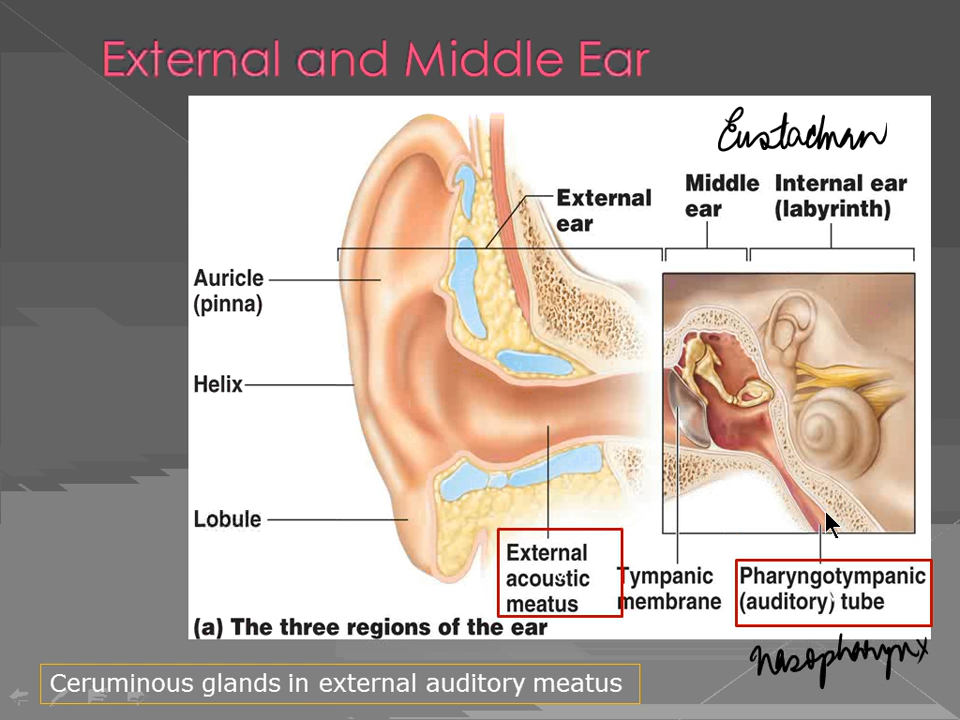 External and Middle Ear
Eustachian
External
ear
Middle
ear
Internal ear
(labyrinth)
Auricle
(pinna)
Helix
Lobule
External
acoustic
meatus
Tympanic
membrane
Pharyngotympanic
(auditory) tube
(a) The three regions of the ear
nasopharynx
Ceruminous glands in external auditory meatus